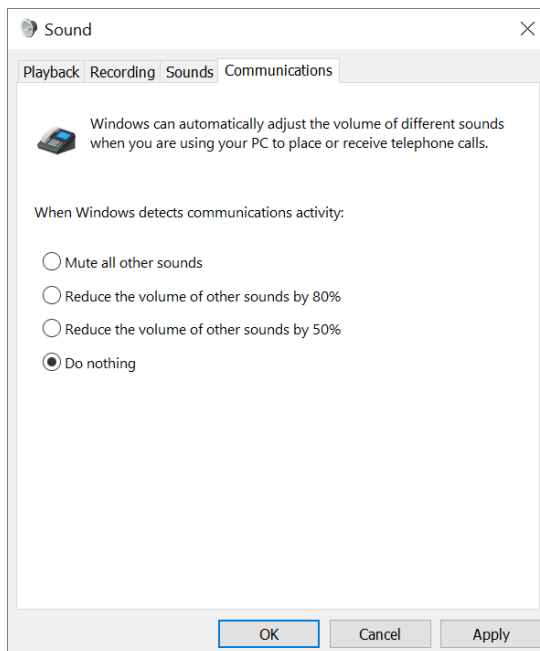 Sound
Playback Recording Sounds Communications
Windows can automatically adjust the volume of different sounds
when you are using your PC to place or receive telephone calls.
When Windows detects communications activity:
Mute all other sounds
Reduce the volume of other sounds by 80%
Reduce the volume of other sounds by 50%
Do nothing
OK Cancel Apply